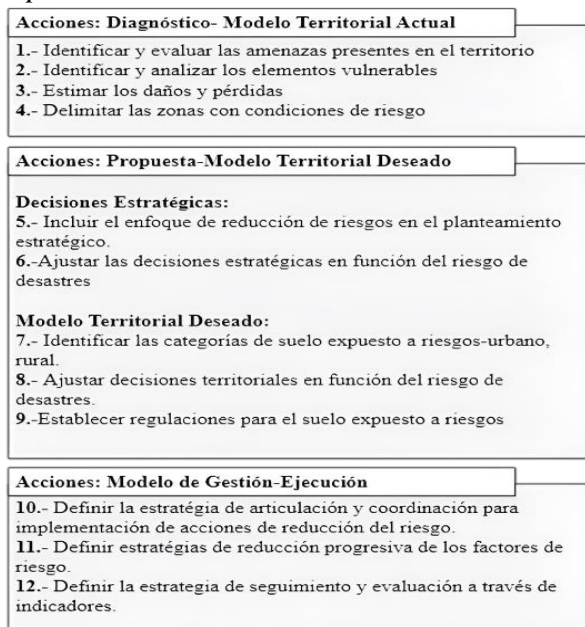 Acciones: Diagnóstico- Modelo Territorial Actual
1.- Identificar y evaluar las amenazas presentes en el territorio
2.- Identificar y analizar los elementos vulnerables
3.- Estimar los daños y pérdidas
4.- Delimitar las zonas con condiciones de riesgo
Acciones: Propuesta-Modelo Territorial Deseado
Decisiones Estratégicas:
5.- Incluir el enfoque de reducción de riesgos en el planteamiento
estratégico.
6.-Ajustar las decisiones estratégicas en función del riesgo de
desastres
Modelo Territorial Deseado:
7.- Identificar las categorías de suelo expuesto a riesgos-urbano,
rural.
8.- Ajustar decisiones territoriales en función del riesgo de
desastres.
9.-Establecer regulaciones para el suelo expuesto a riesgos
Acciones: Modelo de Gestión-Ejecución
10.- Definir la estratégia de articulación y coordinación para
implementación de acciones de reducción del riesgo.
11.- Definir estratégias de reducción progresiva de los factores de
riesgo.
12.- Definir la estrategia de seguimiento y evaluación a través de
indicadores.